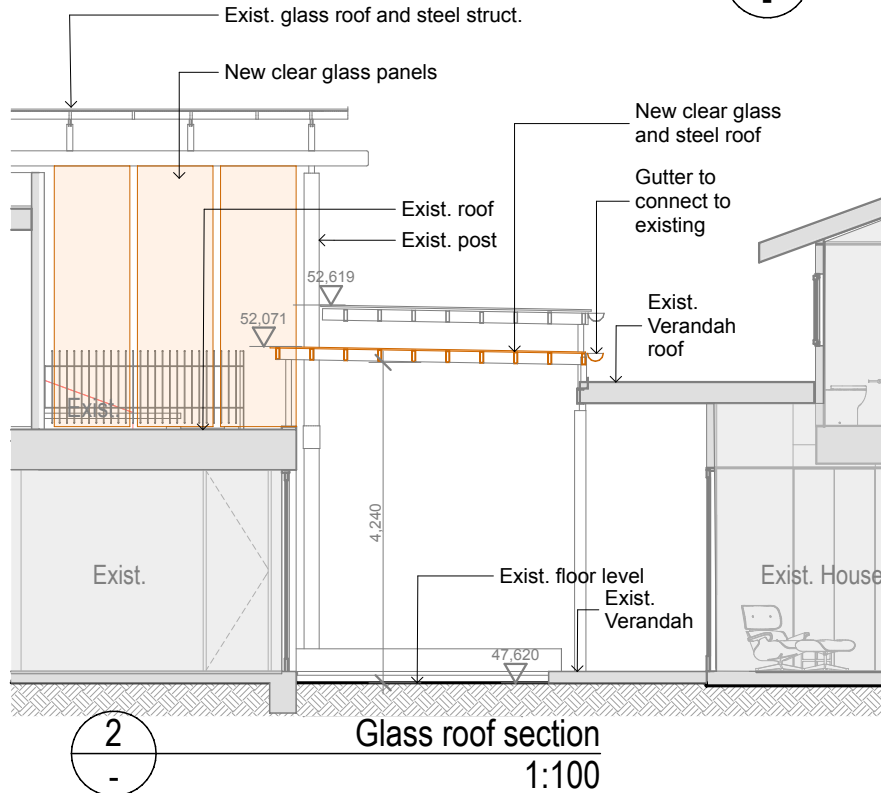 -
Exist. glass roof and steel struct.
New clear glass panels
New clear glass
and steel roof
Gutter to
connect to
existing
Exist. roof
Exist. post
52,619
52,071
Exist.
Verandah
roof
Exist.
4,240
Exist.
Exist. floor level
Exist.
Verandah
Exist. House
47,620
2
-
Glass roof section
1:100